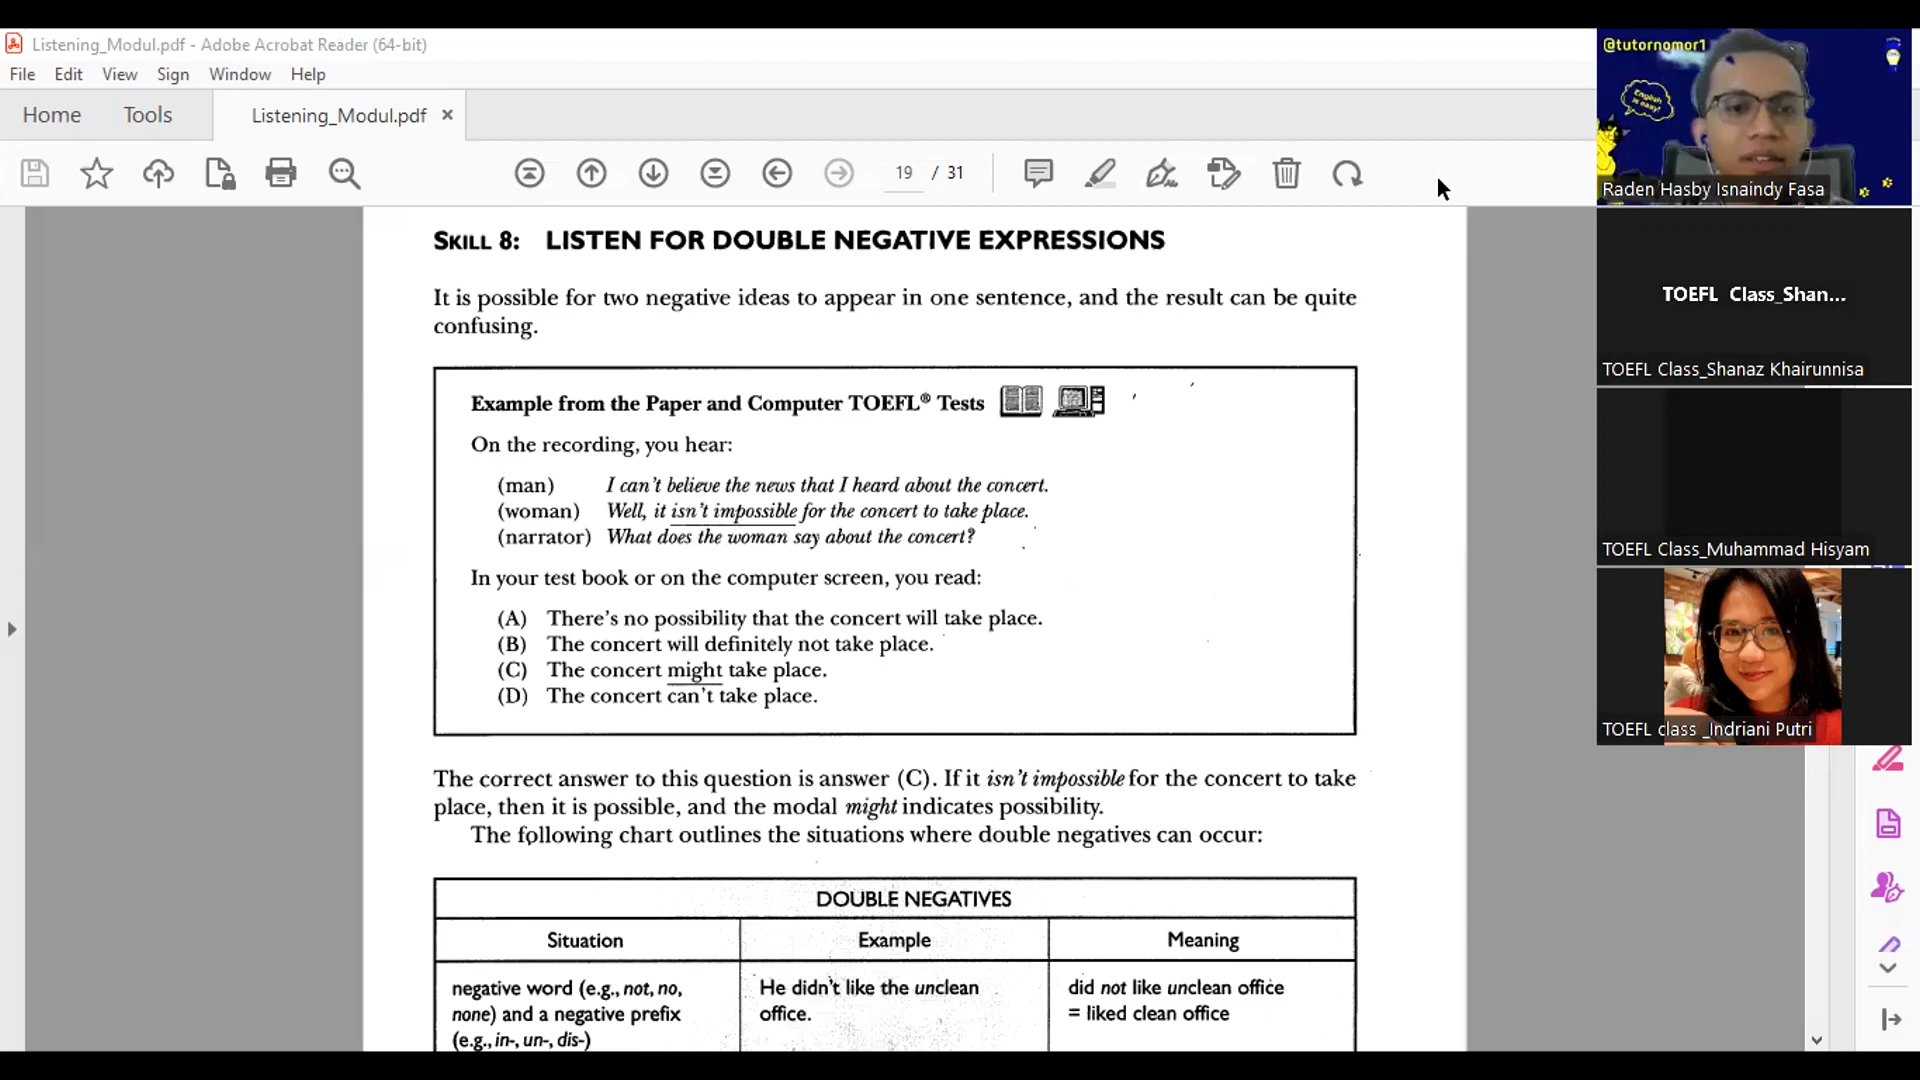 Listening_Modul.pdf - Adobe Acrobat Reader (64-bit)
File Edit View Sign Window Help
Home Tools Listening_Modul.pdf ×
19 / 31
SKILL 8: LISTEN FOR DOUBLE NEGATIVE EXPRESSIONS
It is possible for two negative ideas to appear in one sentence, and the result can be quite
confusing.
Example from the Paper and Computer TOEFL® Tests
On the recording, you hear:
(man) I can't believe the news that I heard about the concert.
(woman) Well, it isn't impossible for the concert to take place.
(narrator) What does the woman say about the concert?
In your test book or on the computer screen, you read:
(A) There's no possibility that the concert will take place.
(B) The concert will definitely not take place.
(C) The concert might take place.
(D) The concert can't take place.
The correct answer to this question is answer (C). If it isn't impossible for the concert to take
place, then it is possible, and the modal might indicates possibility.
The following chart outlines the situations where double negatives can occur:
DOUBLE NEGATIVES
Situation Example Meaning
negative word (e.g., not, no, He didn't like the unclean did not like unclean office
none) and a negative prefix office. = liked clean office
(e.g., in-, un-, dis-)
@tutornomor1
English
is easy!
Raden Hasby Isnaindy Fasa
TOEFL Class_Shan...
TOEFL Class_Shanaz Khairunnisa
TOEFL Class_Muhammad Hisyam
TOEFL class _Indriani Putri